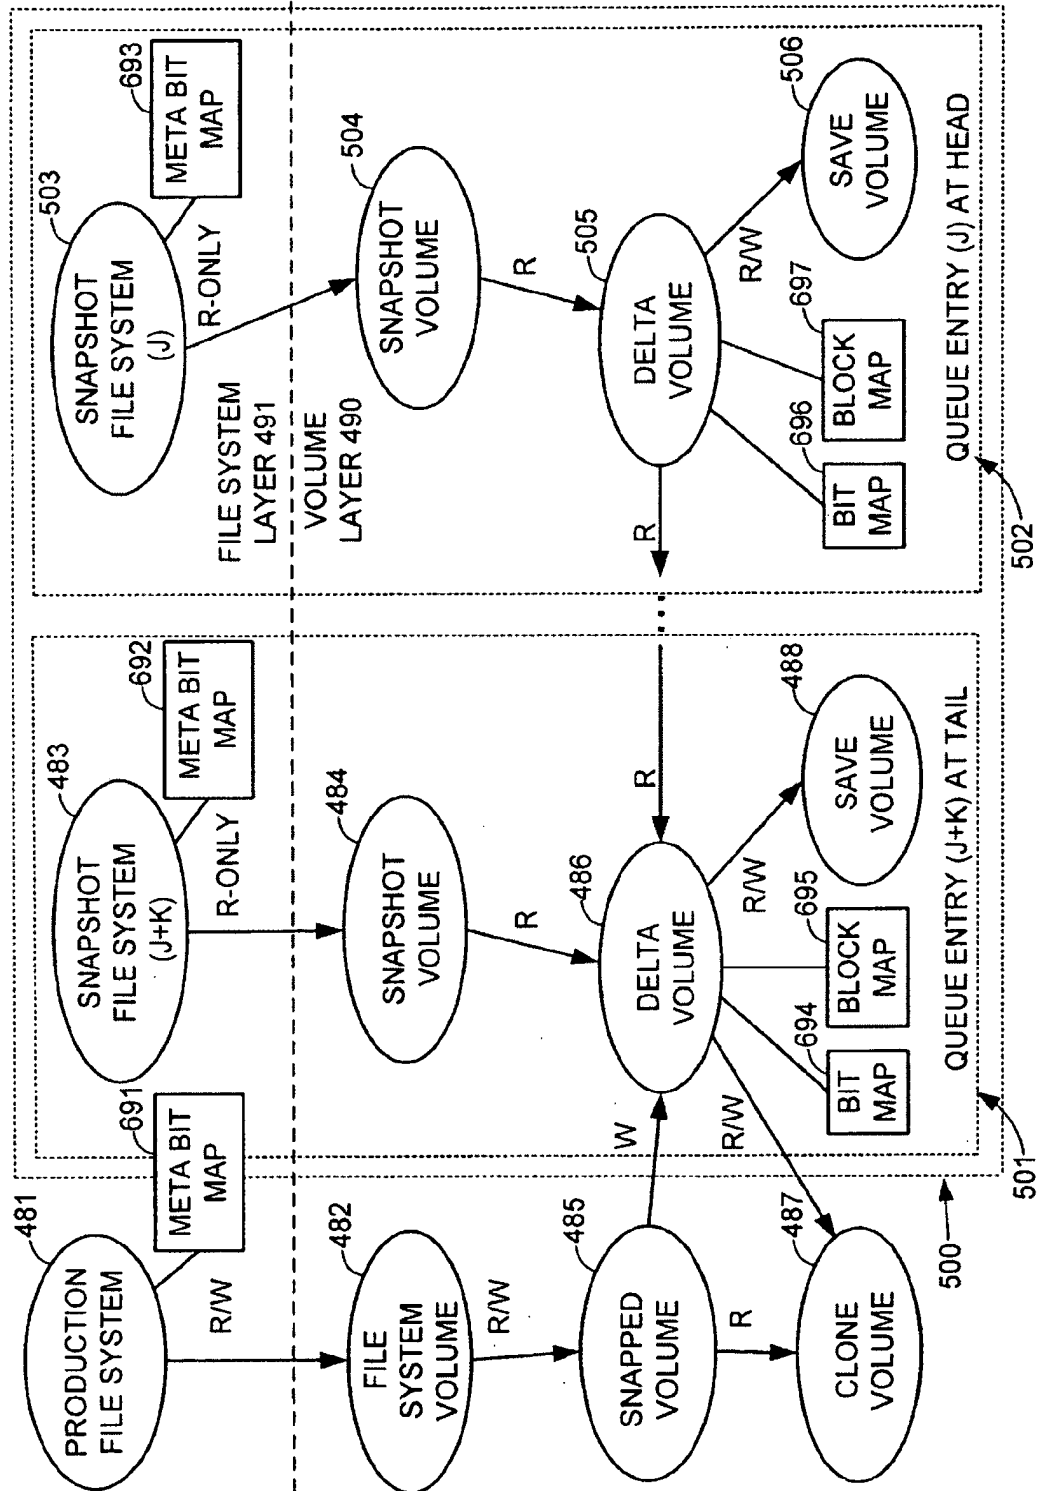 481
PRODUCTION
FILE SYSTEM
691
META BIT
MAP
R/W
483
SNAPSHOT
FILE SYSTEM
(J+K)
692
META BIT
MAP
R-ONLY
503
SNAPSHOT
FILE SYSTEM
(J)
693
META BIT
MAP
R-ONLY
FILE SYSTEM
LAYER 491
VOLUME
LAYER 490
482
FILE
SYSTEM
VOLUME
R/W
484
SNAPSHOT
VOLUME
R
504
SNAPSHOT
VOLUME
R
485
SNAPPED
VOLUME
W
R
486
DELTA
VOLUME
R/W
R/W
R
...
R
505
DELTA
VOLUME
R/W
487
CLONE
VOLUME
694
BIT
MAP
695
BLOCK
MAP
488
SAVE
VOLUME
696
BIT
MAP
697
BLOCK
MAP
506
SAVE
VOLUME
QUEUE ENTRY (J+K) AT TAIL
QUEUE ENTRY (J) AT HEAD
500
501
502